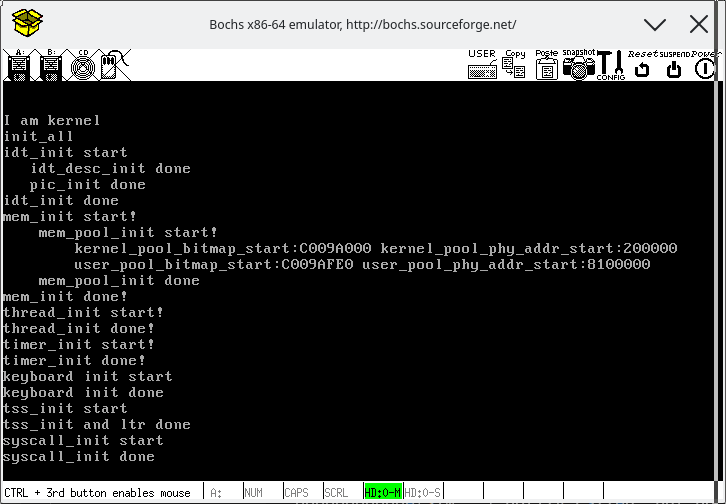 Bochs x86-64 emulator, http://bochs.sourceforge.net/
A: B: CD USER Copy Paste snapshot CONFIG Reset SUSPEND Power
I am kernel
init_all
idt_init start
idt_desc_init done
pic_init done
idt_init done
mem_init start!
mem_pool_init start!
kernel_pool_bitmap_start:C009A000 kernel_pool_phy_addr_start:200000
user_pool_bitmap_start:C009AFE0 user_pool_phy_addr_start:8100000
mem_pool_init done
mem_init done!
thread_init start!
thread_init done!
timer_init start!
timer_init done!
keyboard init start
keyboard init done
tss_init start
tss_init and ltr done
syscall_init start
syscall_init done
CTRL + 3rd button enables mouse A: NUM CAPS SCRL HD:0-M HD:0-S